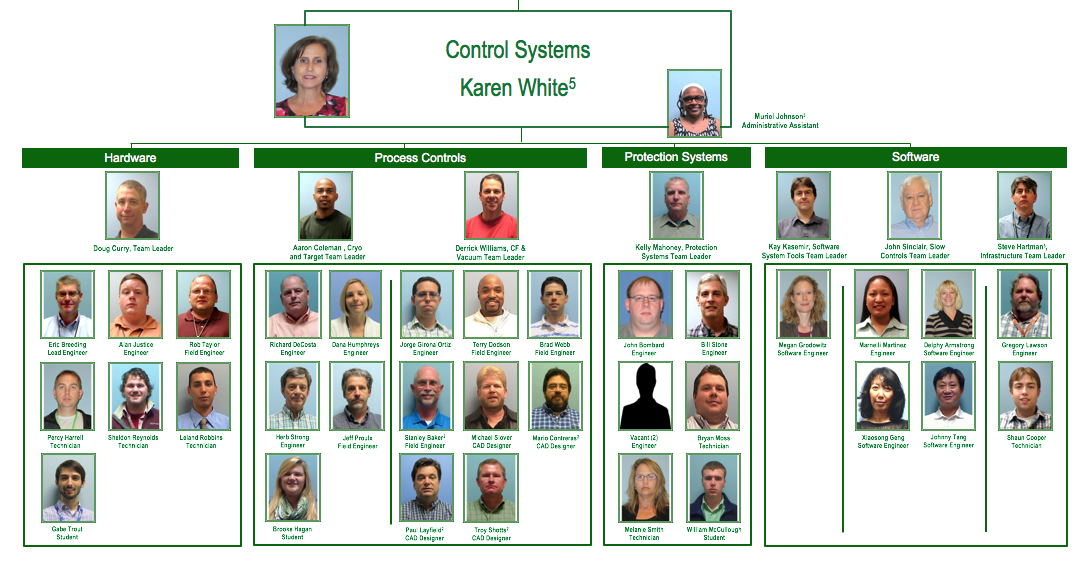 Control Systems
Karen White⁵
Muriel Johnson²
Administrative Assistant
Hardware
Process Controls
Protection Systems
Software
Doug Curry, Team Leader
Aaron Coleman , Cryo
and Target Team Leader
Derrick Williams, CF &
Vacuum Team Leader
Kelly Mahoney, Protection
Systems Team Leader
Kay Kasemir, Software
System Tools Team Leader
John Sinclair, Slow
Controls Team Leader
Steve Hartman¹,
Infrastructure Team Leader
Eric Breeding
Lead Engineer
Alan Justice
Engineer
Rob Taylor
Field Engineer
Richard DeCosta
Engineer
Dana Humphreys
Engineer
Jorge Girona Ortiz
Engineer
Terry Dodson
Field Engineer
Brad Webb
Field Engineer
John Bombard
Engineer
Bill Stone
Engineer
Megan Grodowitz
Software Engineer
Marnelli Martinez
Engineer
Delphy Armstrong
Software Engineer
Gregory Lawson
Engineer
Percy Harrell
Technician
Sheldon Reynolds
Technician
Leland Robbins
Technician
Herb Strong
Engineer
Jeff Proulx
Field Engineer
Stanley Baker²
Field Engineer
Michael Slover
CAD Designer
Mario Contreras²
CAD Designer
Vacant (2)
Engineer
Bryan Moss
Technician
Xiaosong Geng
Software Engineer
Johnny Tang
Software Engineer
Shaun Cooper
Technician
Gabe Trout
Student
Brooke Hagan
Student
Paul Layfield²
CAD Designer
Troy Shotts²
CAD Designer
Melanie Smith
Technician
William McCullough
Student